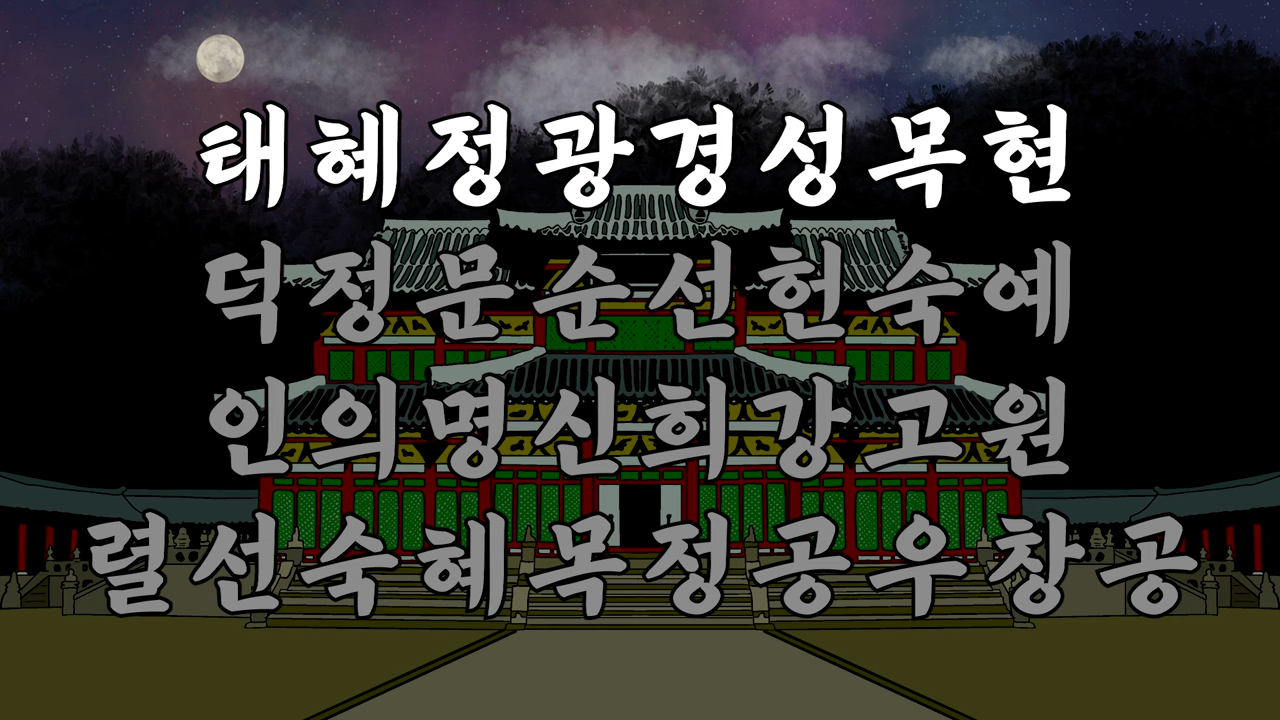 태혜정광경성목현
덕정문순선헌숙예
인의명신희강고원
렬선숙혜목정공우창공